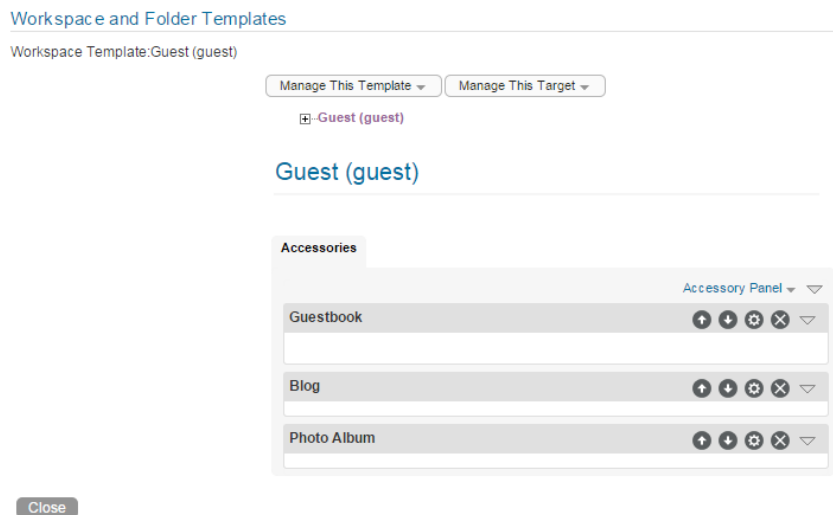 Workspace and Folder Templates
Workspace Template:Guest (guest)
Manage This Template Manage This Target
Guest (guest)
Guest (guest)
Accessories
Accessory Panel
Guestbook
Blog
Photo Album
Close